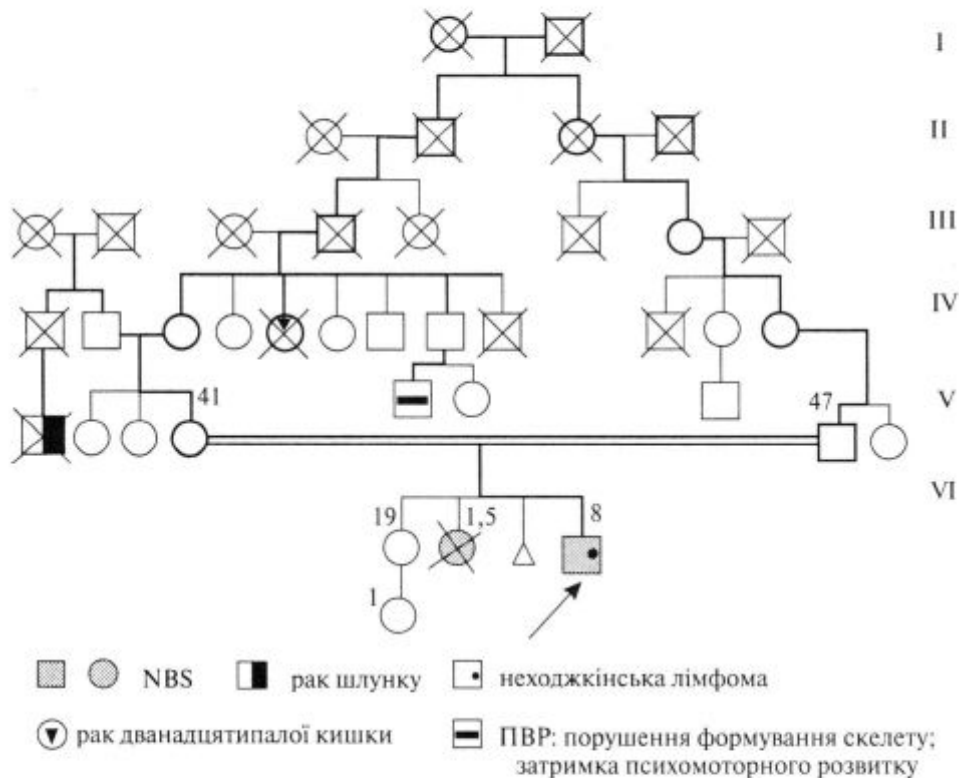 I
II
III
IV
41
47
V
VI
19
1,5
8
1
NBS
рак шлунку
неходжкінська лімфома
рак дванадцятипалої кишки
ПВР: порушення формування скелету;
затримка психомоторного розвитку